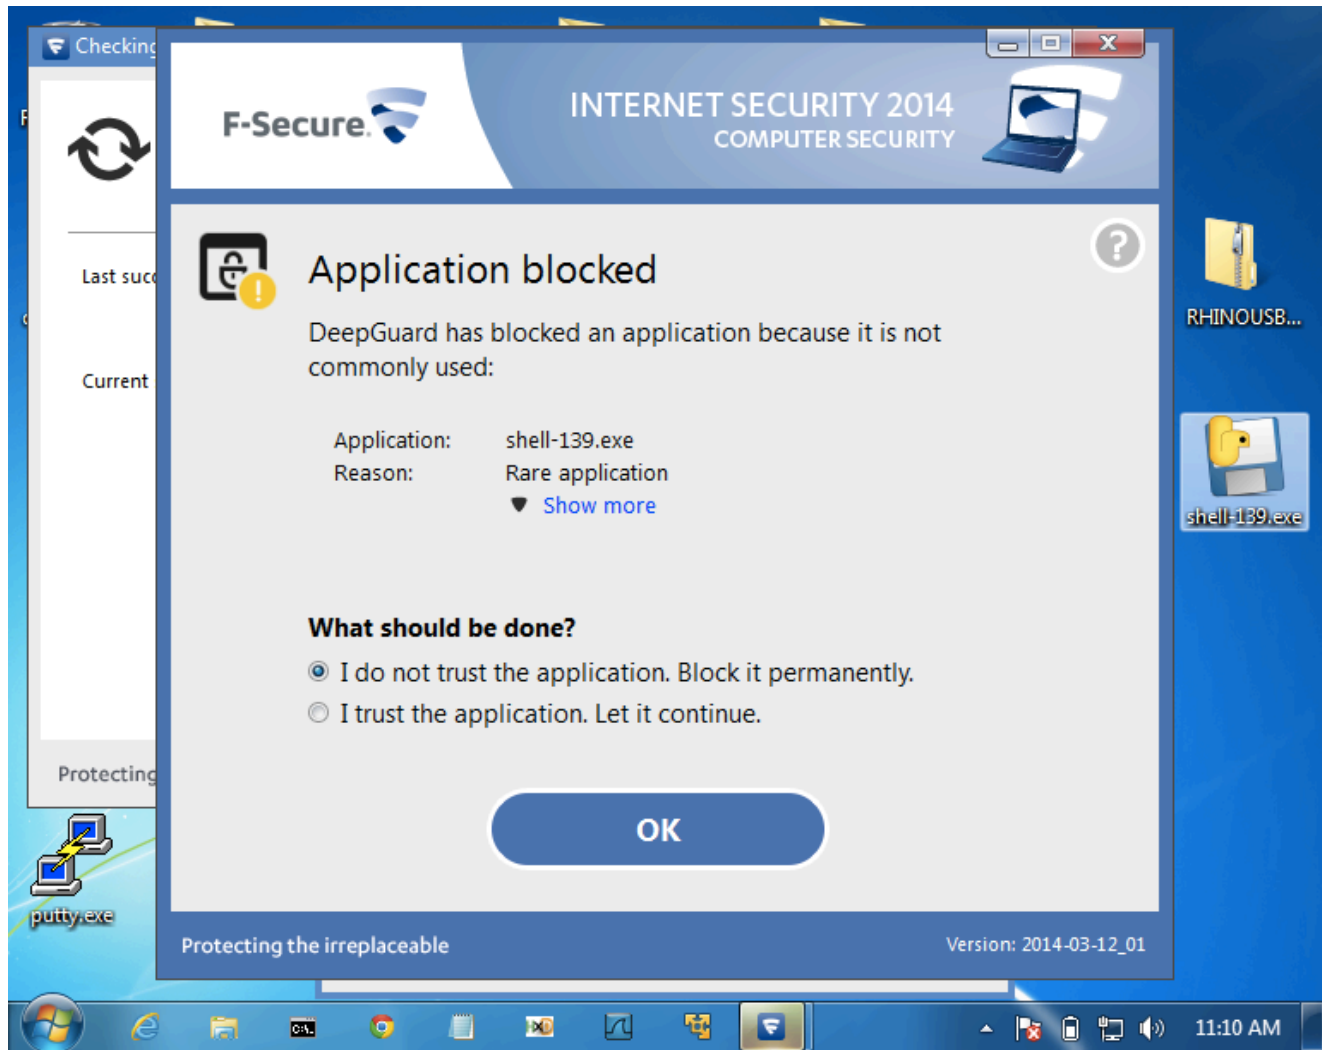 Checking
F-Secure.
INTERNET SECURITY 2014
COMPUTER SECURITY
Application blocked
?
DeepGuard has blocked an application because it is not
commonly used:
Application: shell-139.exe
Reason: Rare application
Show more
What should be done?
I do not trust the application. Block it permanently.
I trust the application. Let it continue.
OK
Protecting the irreplaceable
Version: 2014-03-12_01
Last succ
Current
Protecting
RHINOUSB...
shell-139.exe
putty.exe
C:\.
11:10 AM